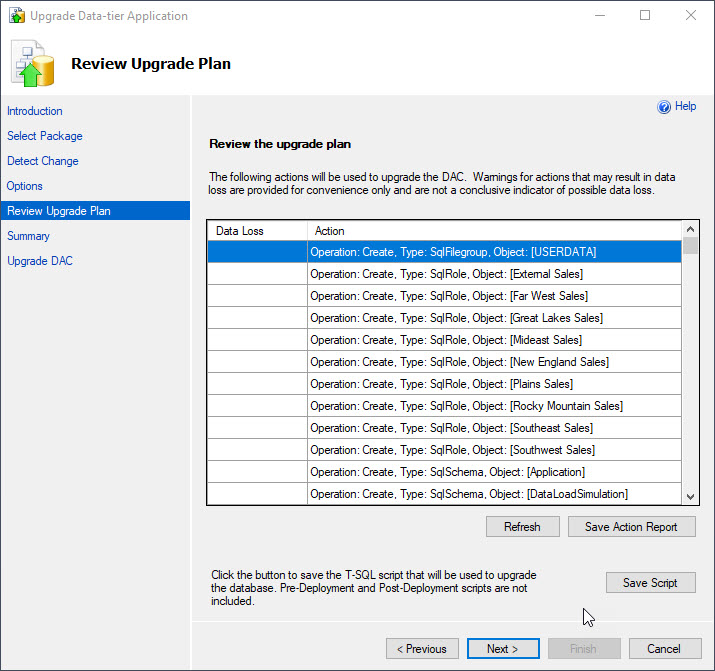 Upgrade Data-tier Application
Review Upgrade Plan
Introduction
Select Package
Detect Change
Options
Review Upgrade Plan
Summary
Upgrade DAC
Help
Review the upgrade plan
The following actions will be used to upgrade the DAC.  Warnings for actions that may result in data
loss are provided for convenience only and are not a conclusive indicator of possible data loss.
Data Loss Action
Operation: Create, Type: SqlFilegroup, Object: [USERDATA]
Operation: Create, Type: SqlRole, Object: [External Sales]
Operation: Create, Type: SqlRole, Object: [Far West Sales]
Operation: Create, Type: SqlRole, Object: [Great Lakes Sales]
Operation: Create, Type: SqlRole, Object: [Mideast Sales]
Operation: Create, Type: SqlRole, Object: [New England Sales]
Operation: Create, Type: SqlRole, Object: [Plains Sales]
Operation: Create, Type: SqlRole, Object: [Rocky Mountain Sales]
Operation: Create, Type: SqlRole, Object: [Southeast Sales]
Operation: Create, Type: SqlRole, Object: [Southwest Sales]
Operation: Create, Type: SqlSchema, Object: [Application]
Operation: Create, Type: SqlSchema, Object: [DataLoadSimulation]
Refresh Save Action Report
Click the button to save the T-SQL script that will be used to upgrade
the database. Pre-Deployment and Post-Deployment scripts are not
included.
Save Script
< Previous Next > Finish Cancel